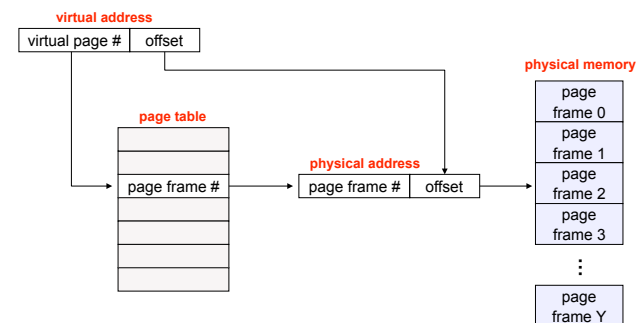 virtual address
virtual page # offset
physical memory
page
frame 0
page table
page
frame 1
physical address
page frame # page frame # offset
page
frame 2
page
frame 3
⋮
page
frame Y